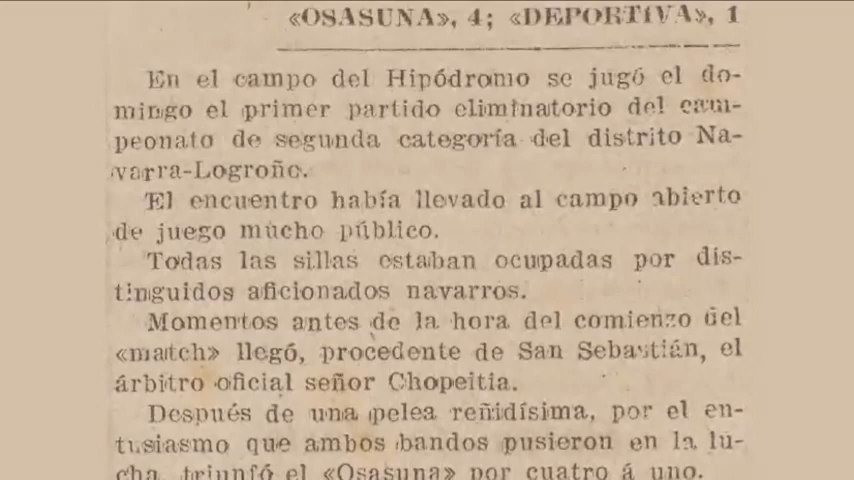 «OSASUNA», 4; «DEPORTIVA», 1
En el campo del Hipódromo se jugó el do-
mingo el primer partido eliminatorio del cam-
peonato de segunda categoría del distrito Na-
varra-Logroño.
El encuentro había llevado al campo abierto
de juego mucho público.
Todas las sillas estaban ocupadas por dis-
tinguidos aficionados navarros.
Momentos antes de la hora del comienzo del
«match» llegó, procedente de San Sebastián, el
árbitro oficial señor Chopeitia.
Después de una pelea reñidísima, por el en-
tusiasmo que ambos bandos pusieron en la lu-
cha, triunfó el «Osasuna» por cuatro á uno.